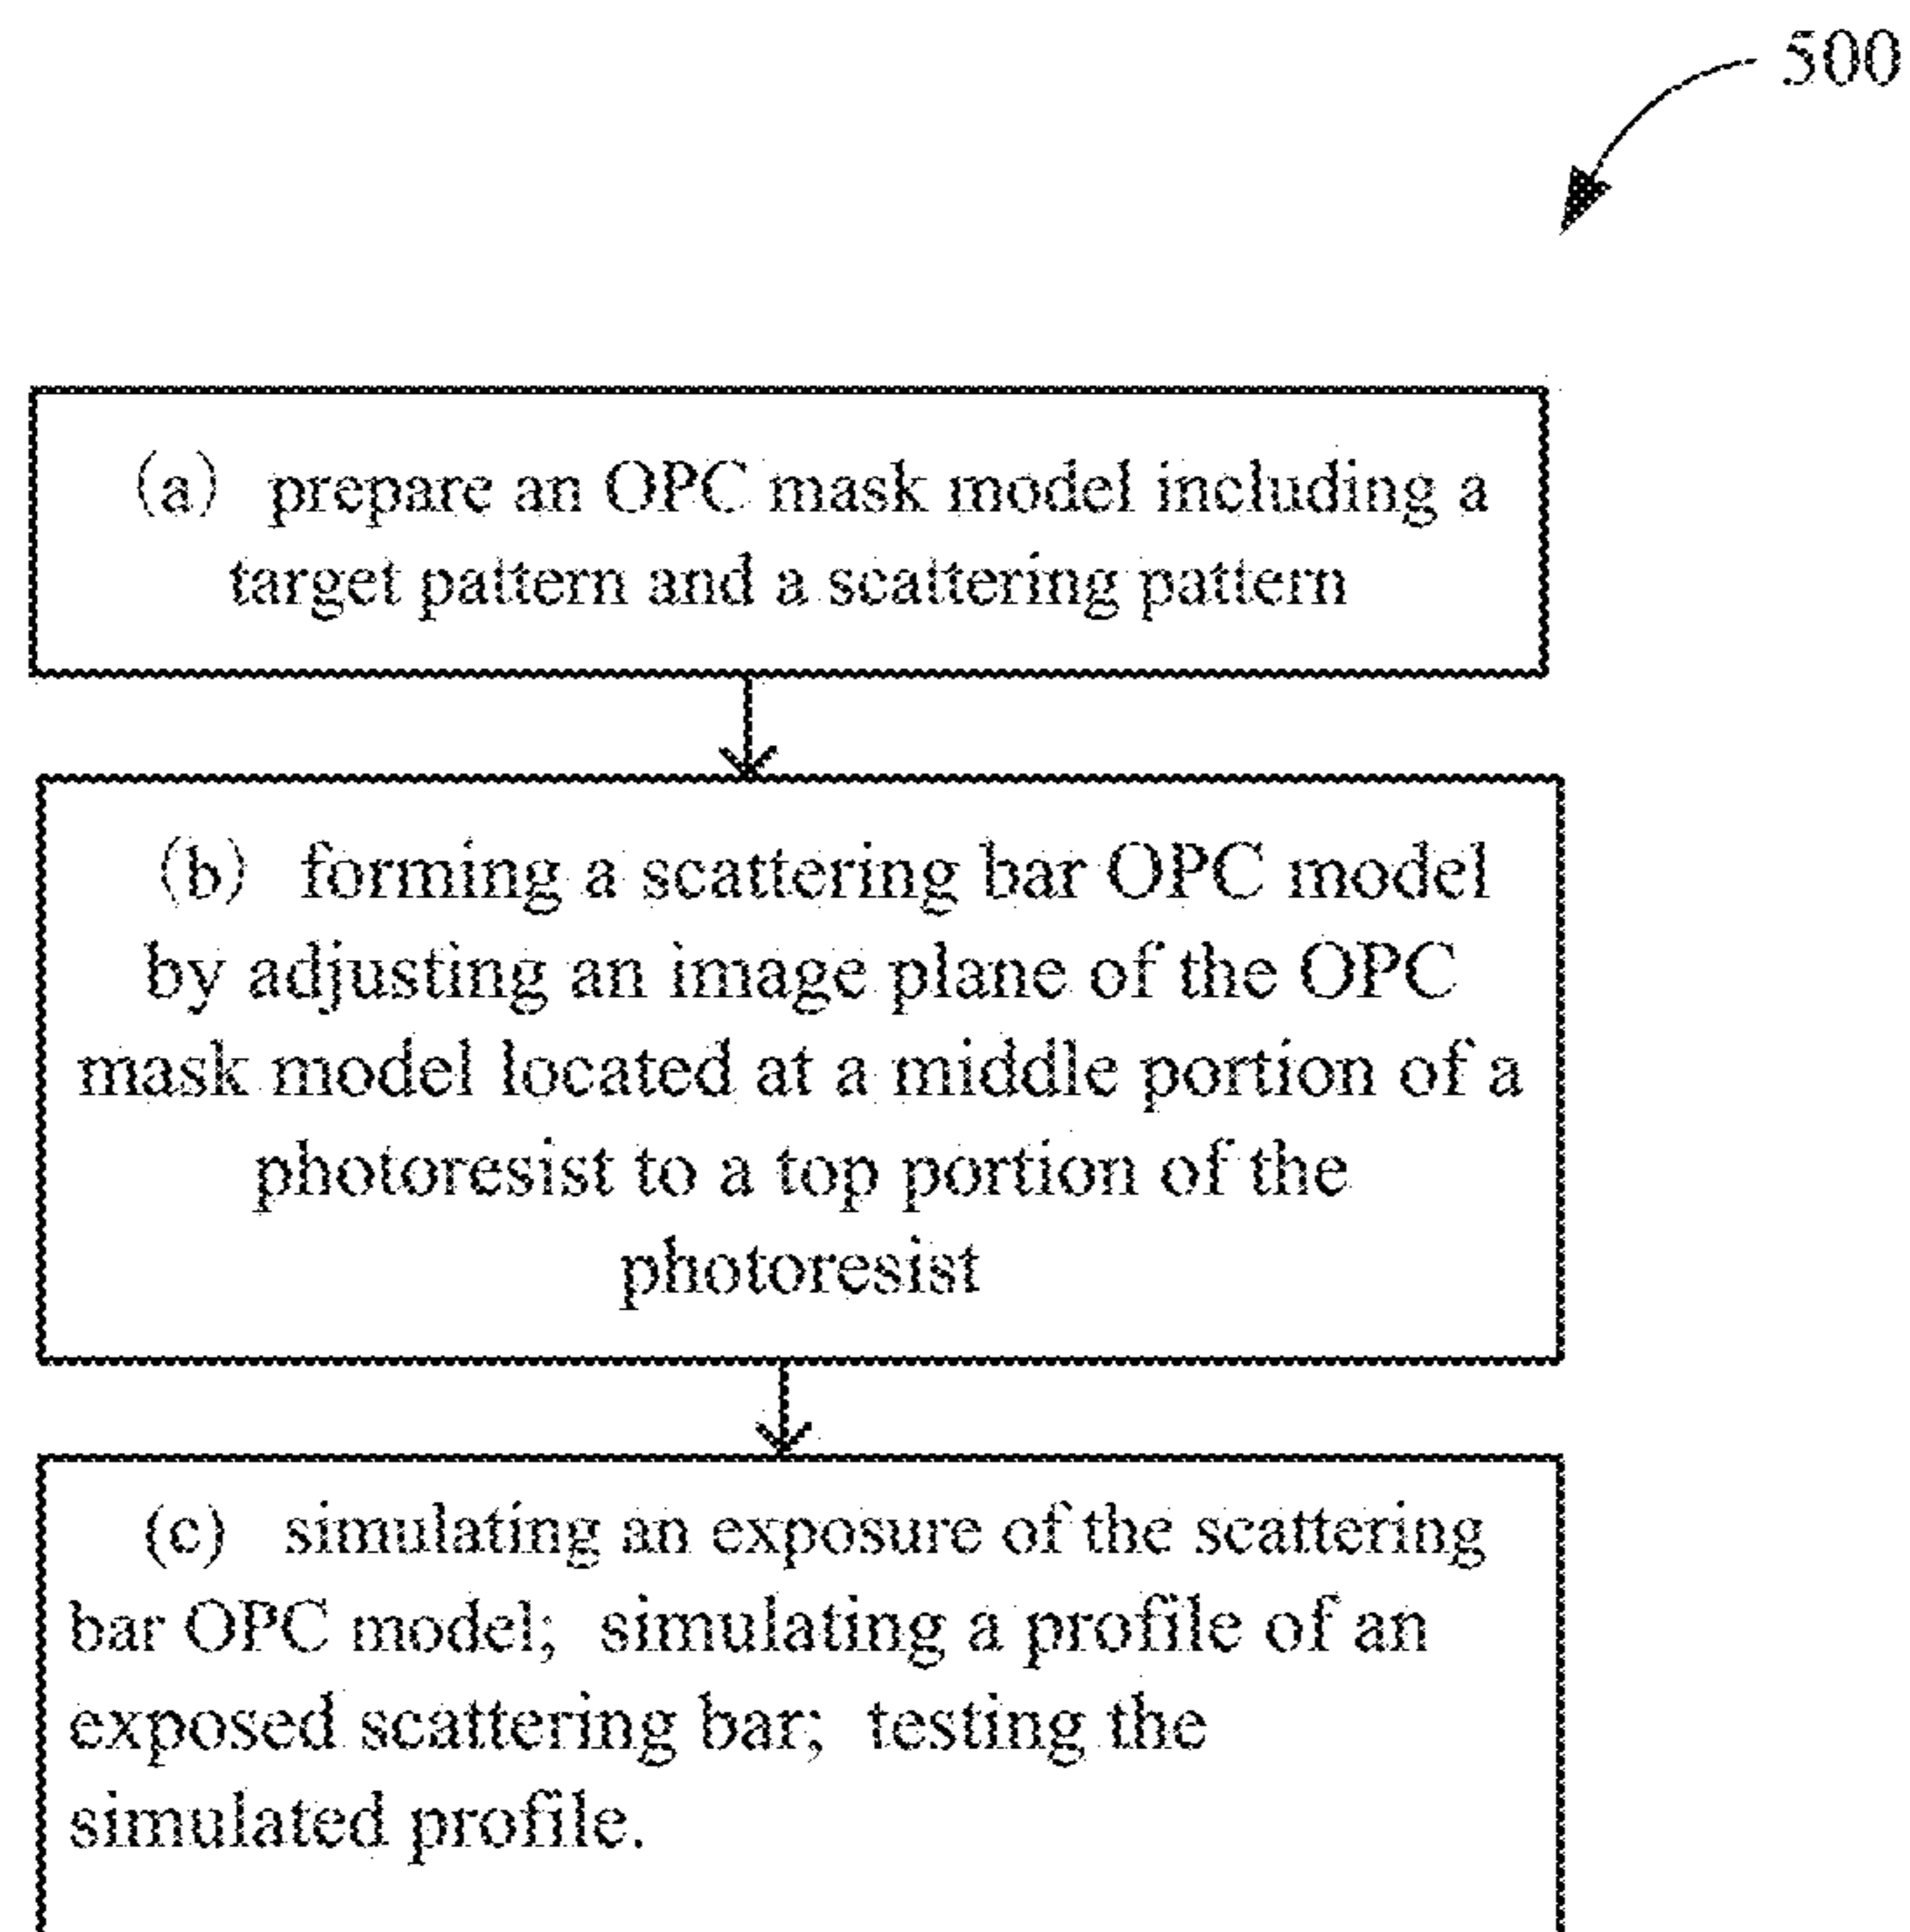 500
(a) prepare an OPC mask model including a
target pattern and a scattering pattern
(b) forming a scattering bar OPC model
by adjusting an image plane of the OPC
mask model located at a middle portion of a
photoresist to a top portion of the
photoresist
(c) simulating an exposure of the scattering
bar OPC model; simulating a profile of an
exposed scattering bar; testing the
simulated profile.